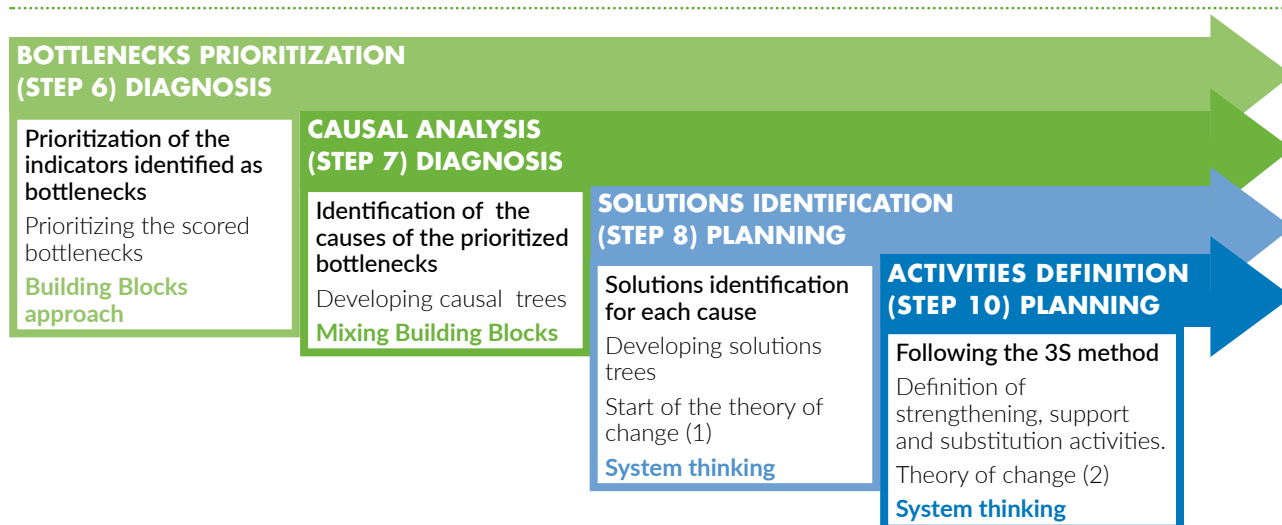 BOTTLENECKS PRIORITIZATION
(STEP 6) DIAGNOSIS
Prioritization of the
indicators identified as
bottlenecks
Prioritizing the scored
bottlenecks
Building Blocks
approach
CAUSAL ANALYSIS
(STEP 7) DIAGNOSIS
Identification of the
causes of the prioritized
bottlenecks
Developing causal trees
Mixing Building Blocks
SOLUTIONS IDENTIFICATION
(STEP 8) PLANNING
Solutions identification
for each cause
Developing solutions
trees
Start of the theory of
change (1)
System thinking
ACTIVITIES DEFINITION
(STEP 10) PLANNING
Following the 3S method
Definition of
strengthening, support
and substitution activities.
Theory of change (2)
System thinking